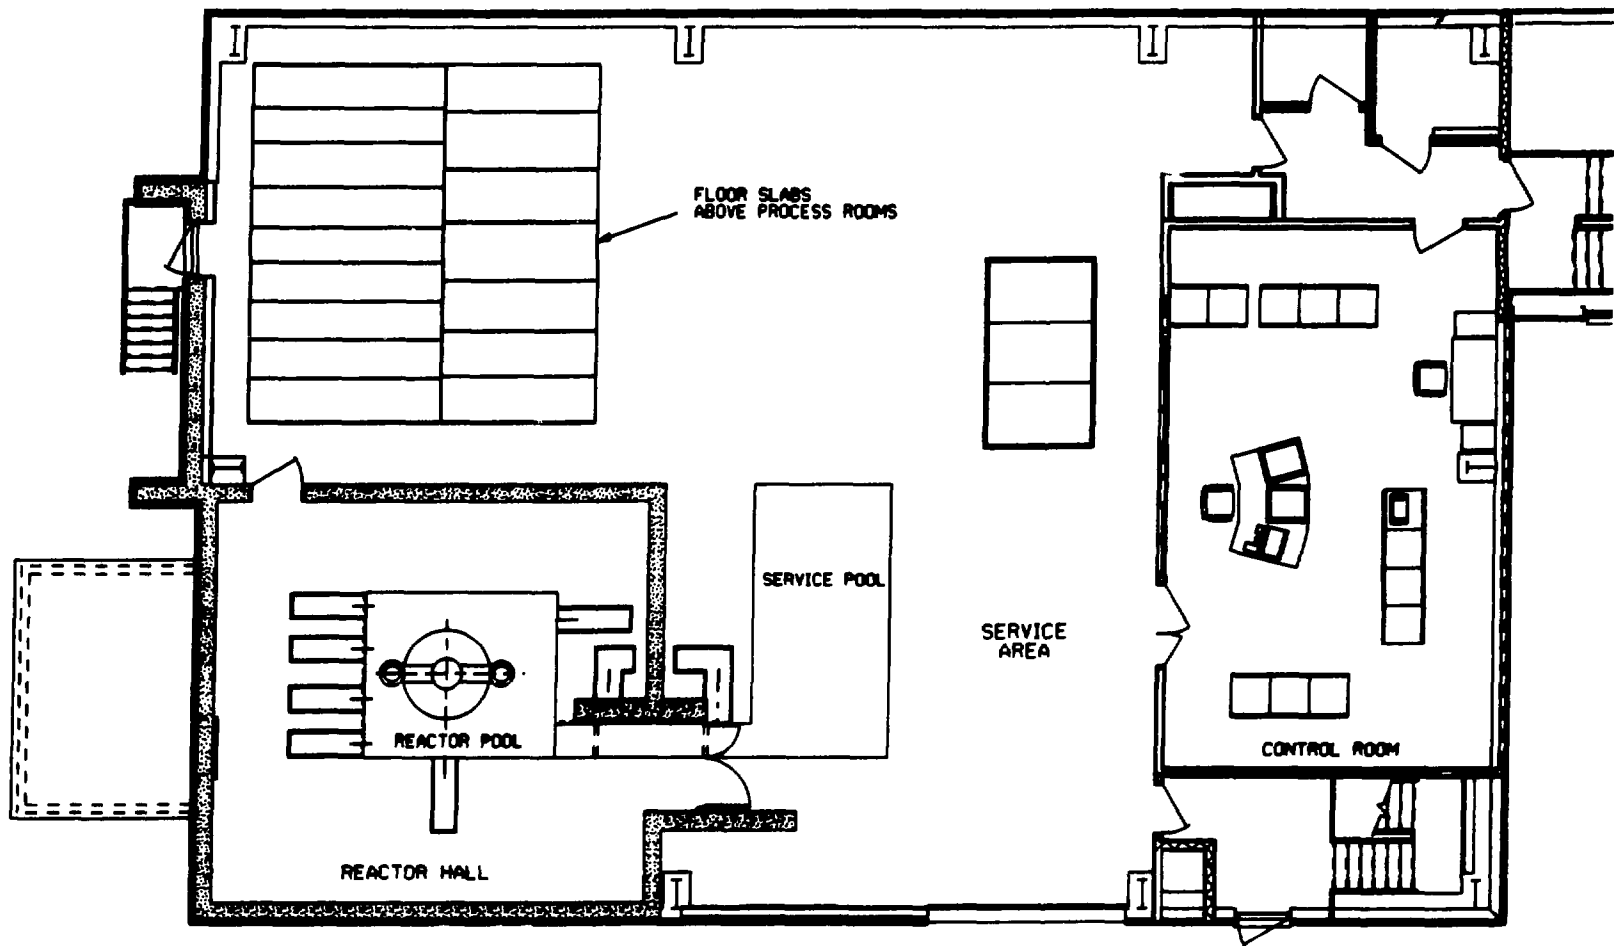 FLOOR SLABS
ABOVE PROCESS ROOMS
SERVICE POOL
SERVICE
AREA
REACTOR POOL
CONTROL ROOM
REACTOR HALL